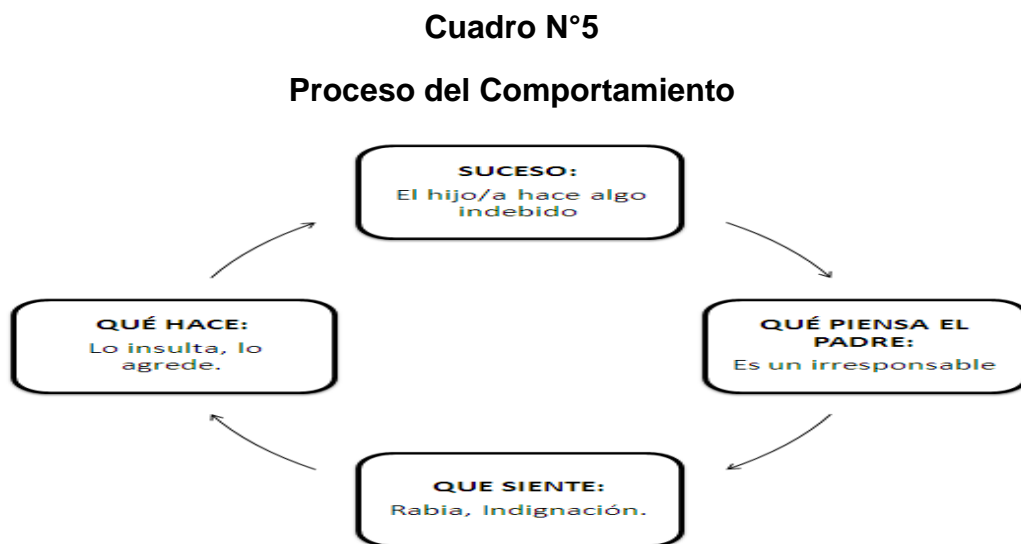 Cuadro N°5
Proceso del Comportamiento
SUCESO:
El hijo/a hace algo
indebido
QUÉ PIENSA EL
PADRE:
Es un irresponsable
QUE SIENTE:
Rabia, Indignación.
QUÉ HACE:
Lo insulta, lo
agrede.